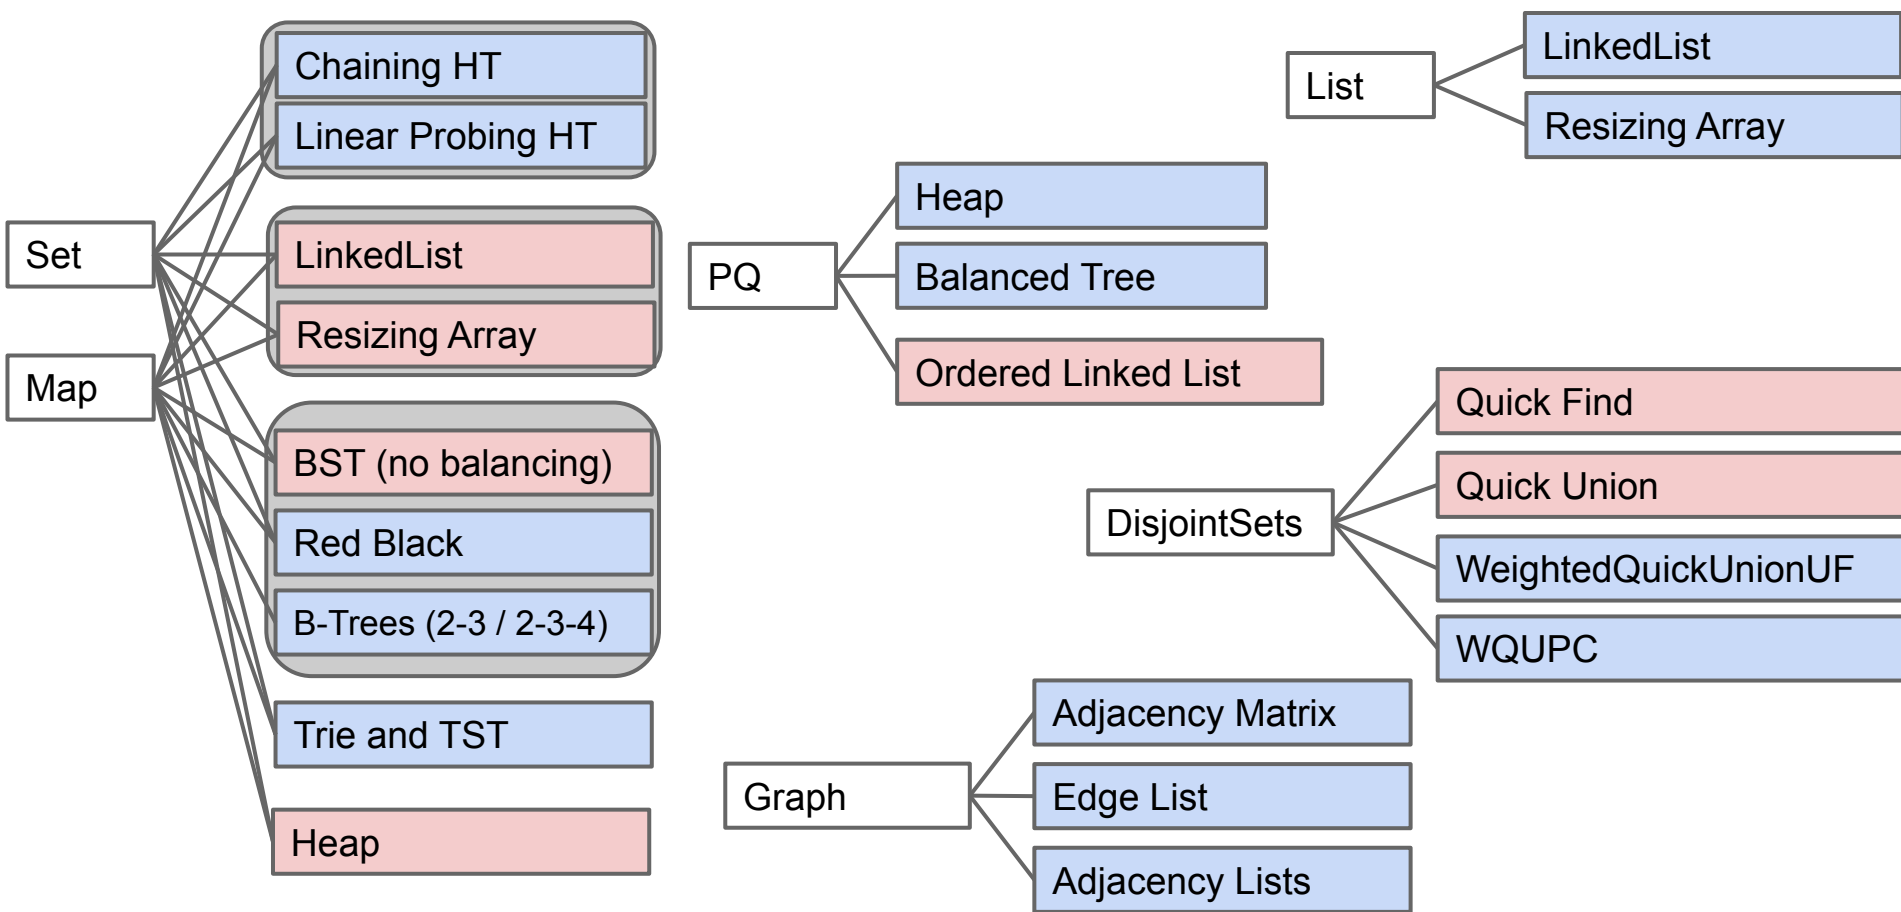 Set
Map
Chaining HT
Linear Probing HT
LinkedList
Resizing Array
BST (no balancing)
Red Black
B-Trees (2-3 / 2-3-4)
Trie and TST
Heap
PQ
Heap
Balanced Tree
Ordered Linked List
List
LinkedList
Resizing Array
DisjointSets
Quick Find
Quick Union
WeightedQuickUnionUF
WQUPC
Graph
Adjacency Matrix
Edge List
Adjacency Lists